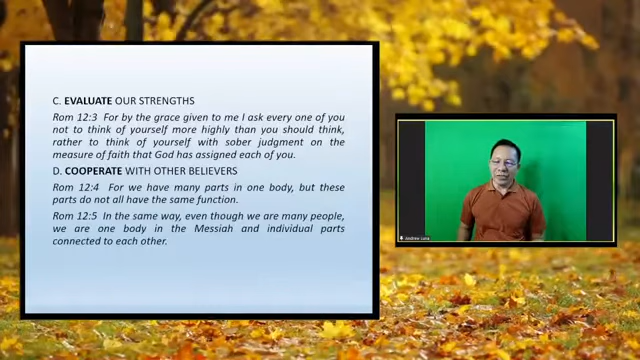 C. EVALUATE OUR STRENGTHS
Rom 12:3 For by the grace given to me I ask every one of you
not to think of yourself more highly than you should think,
rather to think of yourself with sober judgment on the
measure of faith that God has assigned each of you.
D. COOPERATE WITH OTHER BELIEVERS
Rom 12:4 For we have many parts in one body, but these
parts do not all have the same function.
Rom 12:5 In the same way, even though we are many people,
we are one body in the Messiah and individual parts
connected to each other.
Andrew Luna